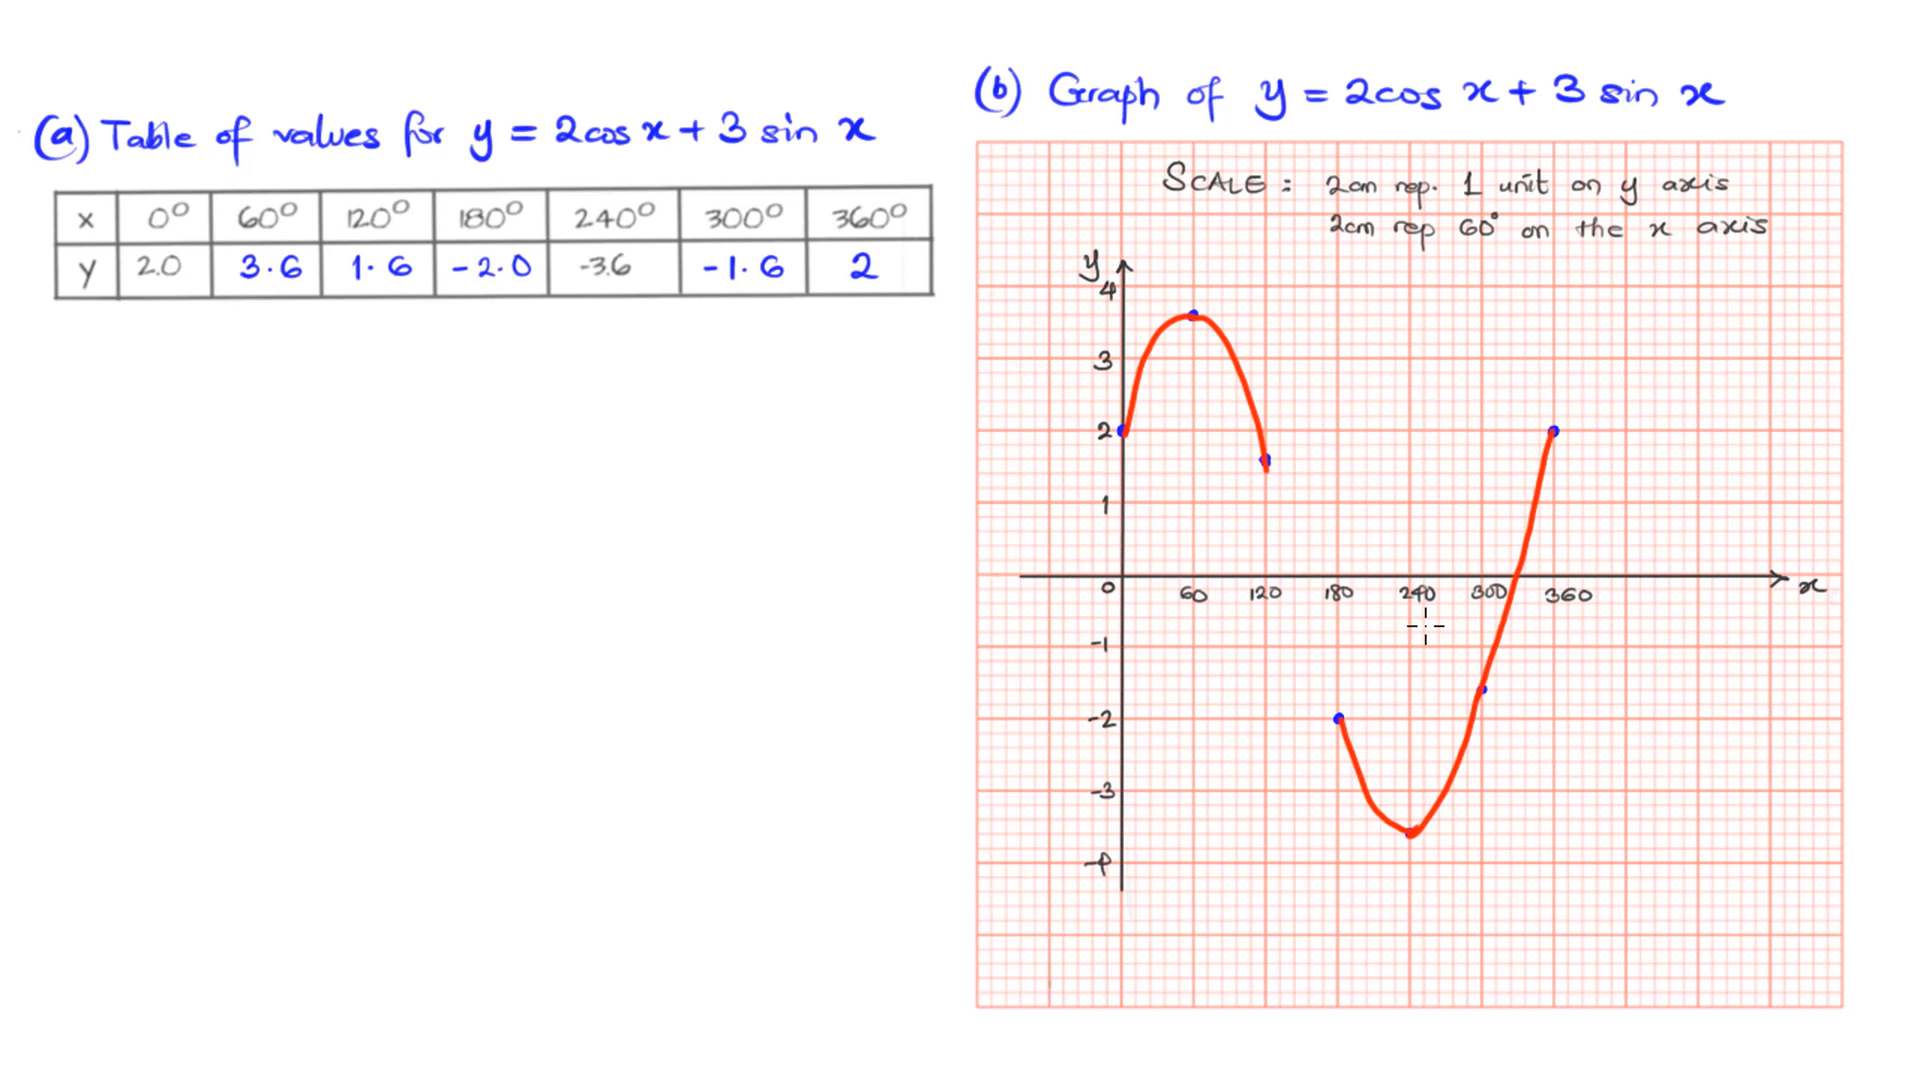 (a) Table of values for y = 2cos x + 3 sin x
x 0° 60° 120° 180° 240° 300° 360°
y 2.0 3.6 1.6 -2.0 -3.6 -1.6 2
(b) Graph of y = 2cos x + 3 sin x
SCALE: 2cm rep. 1 unit on y axis
2cm rep 60° on the x axis
y
4
3
2
1
0 60 120 180 240 300 360 x
-1
-2
-3
-4